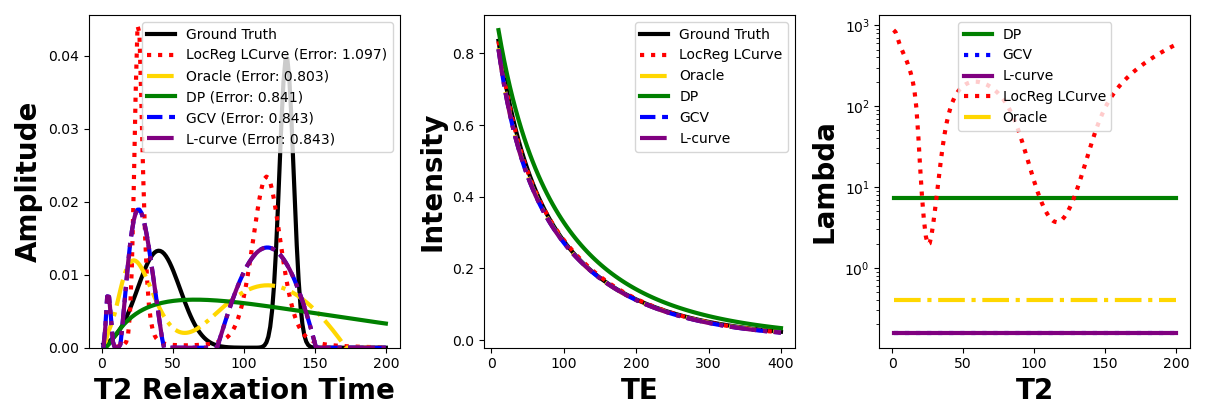 Amplitude
0.04
0.03
0.02
0.01
0.00
0
50
100
150
200
T2 Relaxation Time
Ground Truth
LocReg LCurve (Error: 1.097)
Oracle (Error: 0.803)
DP (Error: 0.841)
GCV (Error: 0.843)
L-curve (Error: 0.843)
Intensity
0.8
0.6
0.4
0.2
0.0
0
100
200
300
400
TE
Ground Truth
LocReg LCurve
Oracle
DP
GCV
L-curve
Lambda
10³
10²
10¹
10⁰
0
50
100
150
200
T2
DP
GCV
L-curve
LocReg LCurve
Oracle